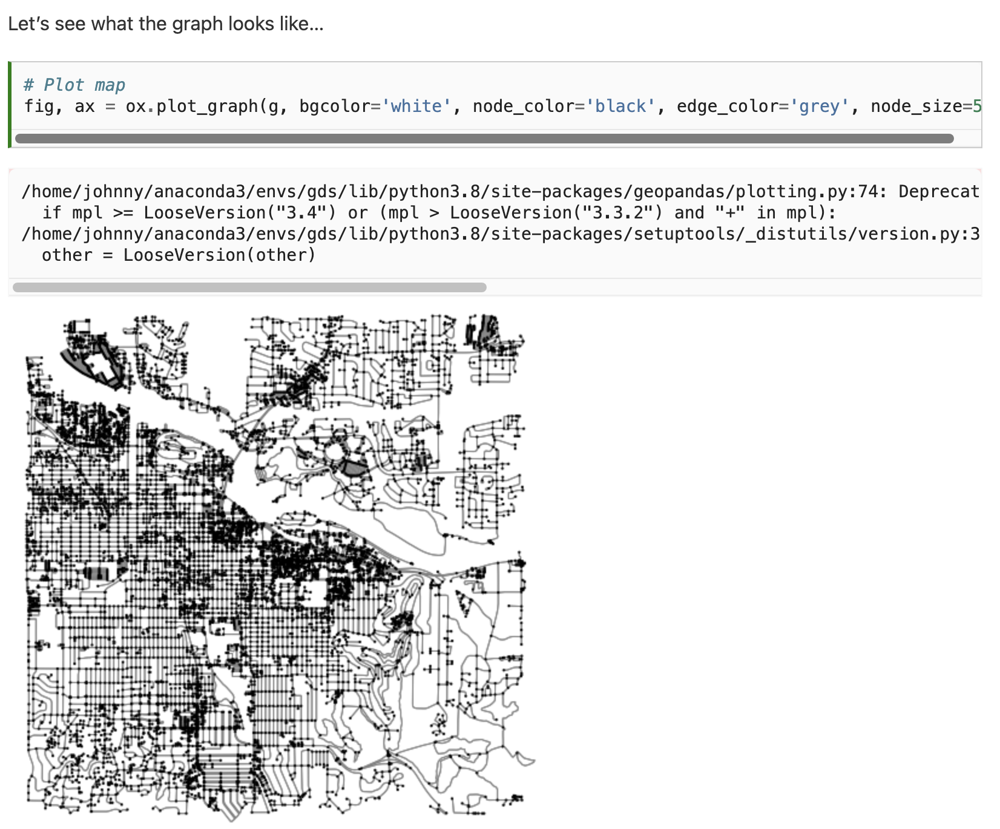 Let’s see what the graph looks like...
# Plot map
fig, ax = ox.plot_graph(g, bgcolor='white', node_color='black', edge_color='grey', node_size=5
/home/johnny/anaconda3/envs/gds/lib/python3.8/site-packages/geopandas/plotting.py:74: Deprecat
  if mpl >= LooseVersion("3.4") or (mpl > LooseVersion("3.3.2") and "+" in mpl):
/home/johnny/anaconda3/envs/gds/lib/python3.8/site-packages/setuptools/_distutils/version.py:3
  other = LooseVersion(other)